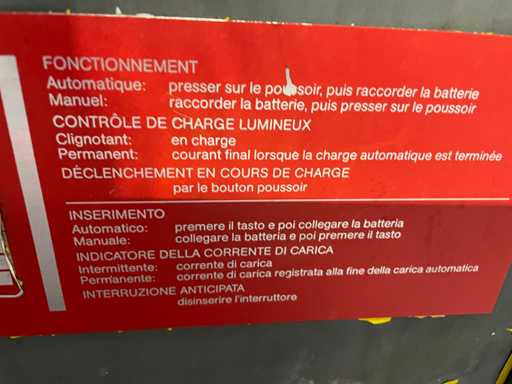 FONCTIONNEMENT
Automatique: presser sur le poussoir, puis raccorder la batterie
Manuel: raccorder la batterie, puis presser sur le poussoir
CONTRÔLE DE CHARGE LUMINEUX
Clignotant: en charge
Permanent: courant final lorsque la charge automatique est terminée
DÉCLENCHEMENT EN COURS DE CHARGE
par le bouton poussoir
INSERIMENTO
Automatico: premere il tasto e poi collegare la batteria
Manuale: collegare la batteria e poi premere il tasto
INDICATORE DELLA CORRENTE DI CARICA
Intermittente: corrente di carica
Permanente: corrente di carica registrata alla fine della carica automatica
INTERRUZIONE ANTICIPATA
disinserire l'interruttore